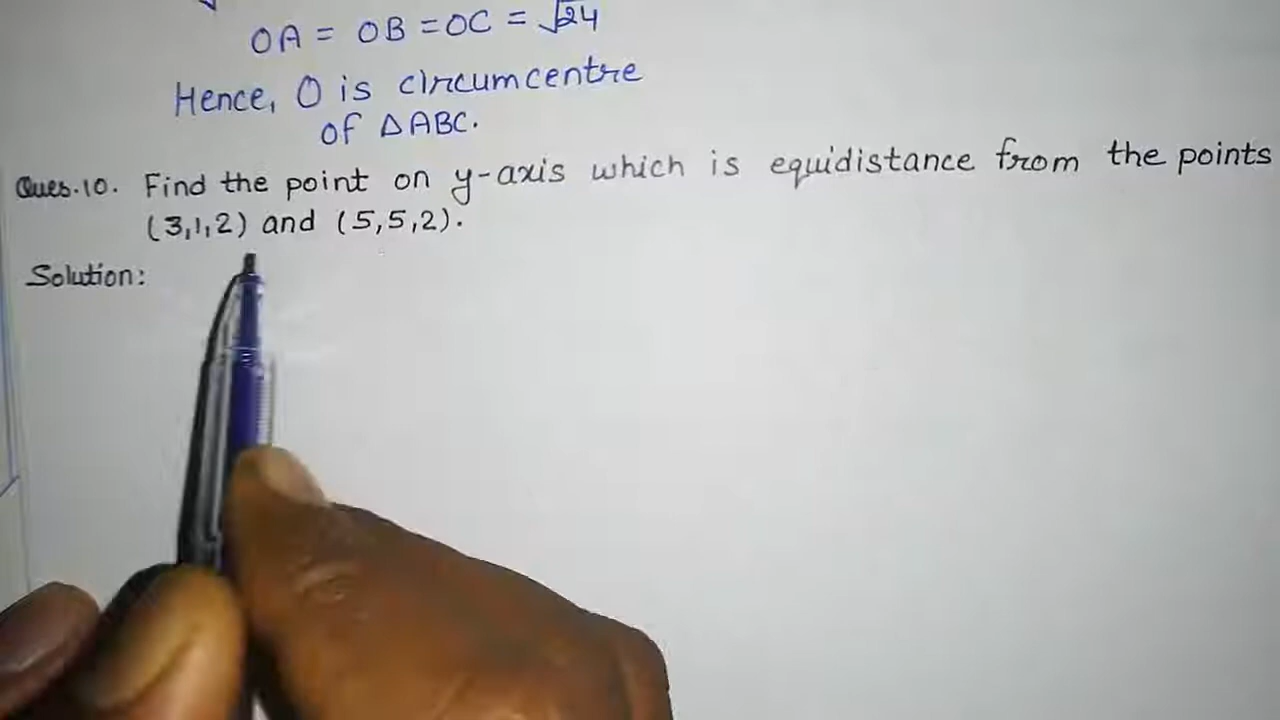 OA = OB = OC = √24
Hence, O is circumcentre
of △ABC.
Ques.10. Find the point on y-axis which is equidistance from the points
(3,1,2) and (5,5,2).
Solution: